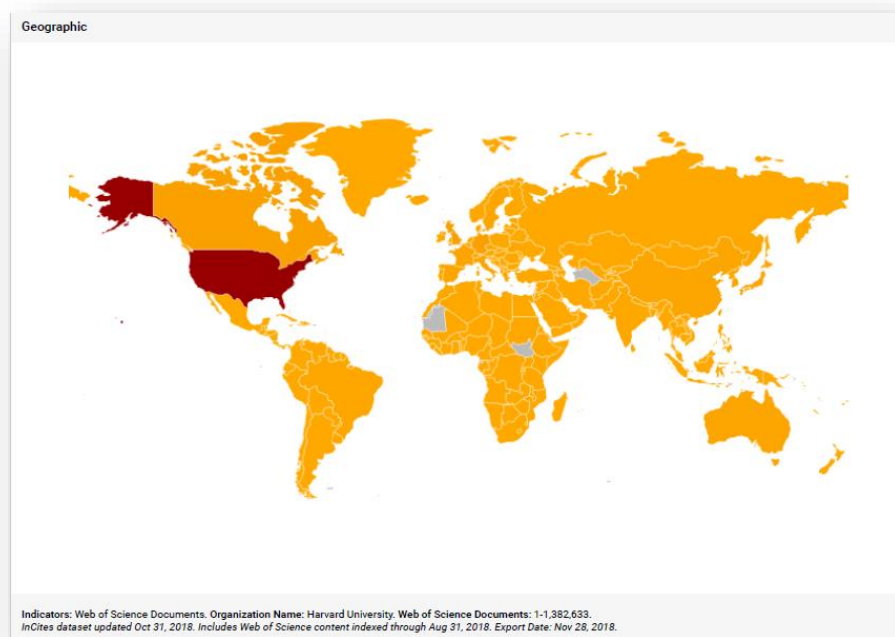 Geographic
Indicators: Web of Science Documents. Organization Name: Harvard University. Web of Science Documents: 1-1,382,633.
InCites dataset updated Oct 31, 2018. Includes Web of Science content indexed through Aug 31, 2018. Export Date: Nov 28, 2018.